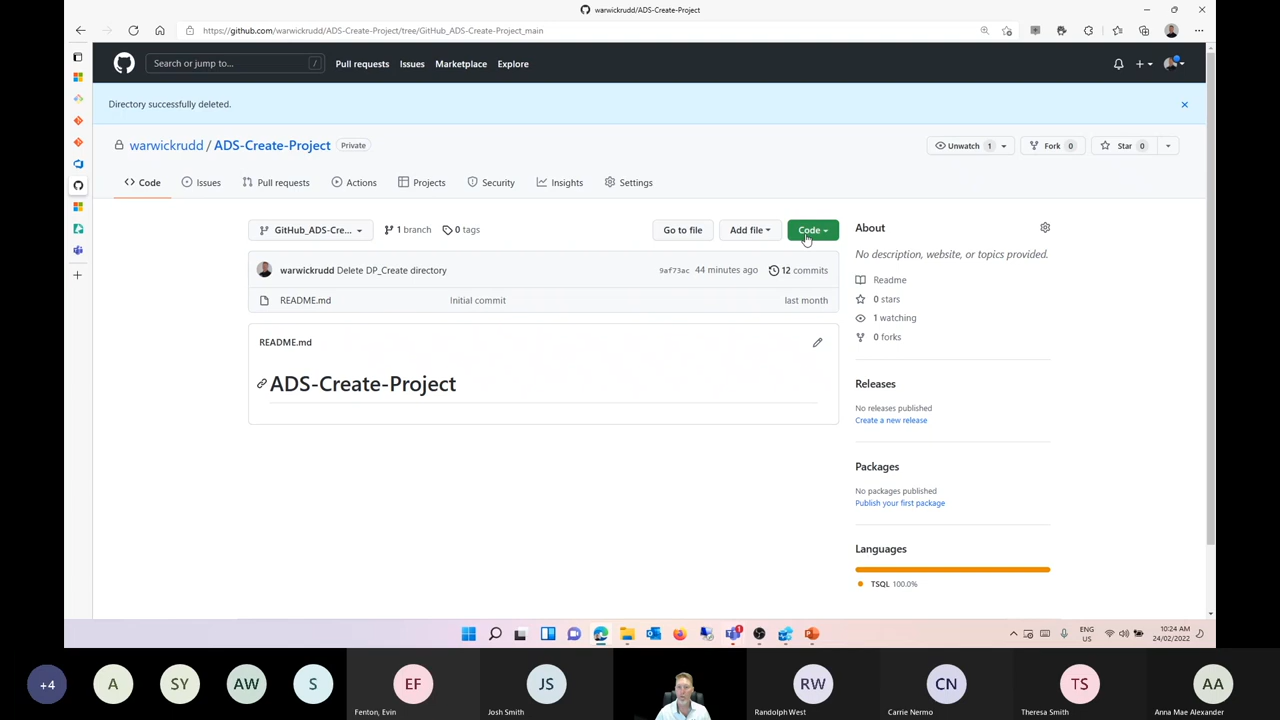 warwickrudd/ADS-Create-Project
https://github.com/warwickrudd/ADS-Create-Project/tree/GitHub_ADS-Create-Project_main
Search or jump to... /
Pull requests Issues Marketplace Explore
Directory successfully deleted.
warwickrudd / ADS-Create-Project Private
Unwatch 1 Fork 0 Star 0
Code Issues Pull requests Actions Projects Security Insights Settings
GitHub_ADS-Cre... 1 branch 0 tags Go to file Add file Code
warwickrudd Delete DP_Create directory 9af73ac 44 minutes ago 12 commits
README.md Initial commit last month
README.md
ADS-Create-Project
About
No description, website, or topics provided.
Readme
0 stars
1 watching
0 forks
Releases
No releases published
Create a new release
Packages
No packages published
Publish your first package
Languages
TSQL 100.0%
1
ENG
US
10:24 AM
24/02/2022
+4 A SY AW S EF JS RW CN TS AA
Fenton, Evin Josh Smith Randolph West Carrie Nermo Theresa Smith Anna Mae Alexander